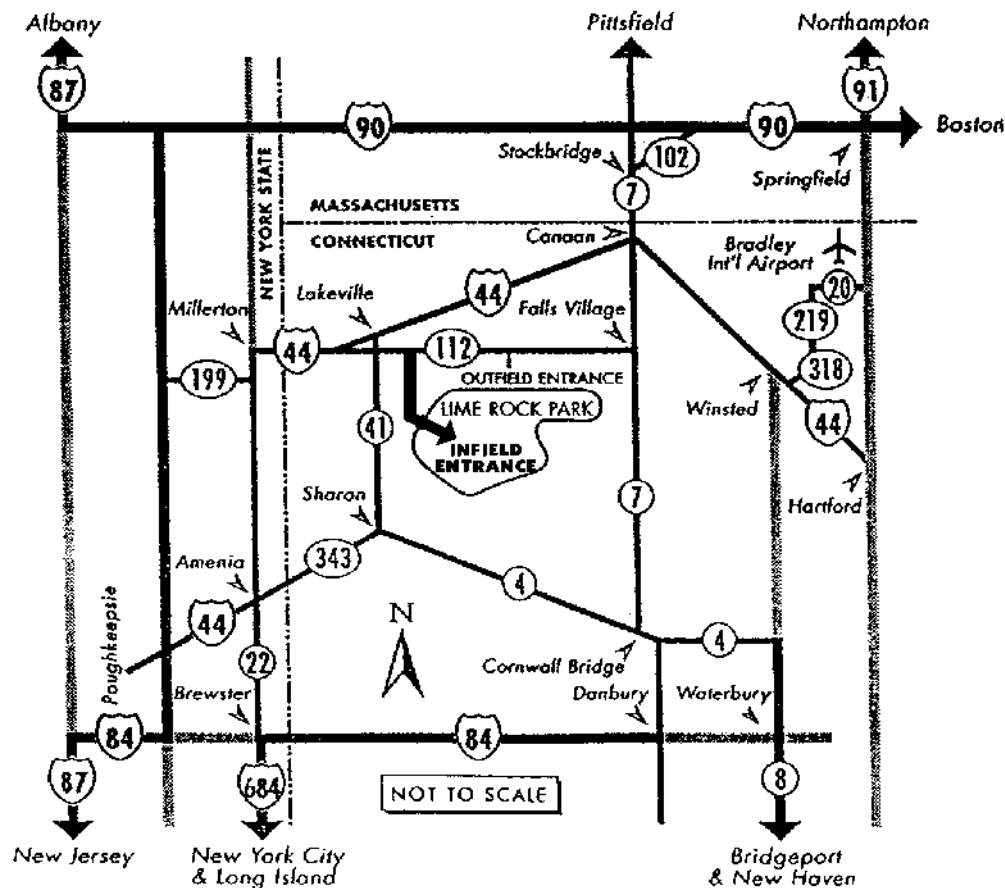 Albany
Pittsfield
Northampton
87
91
90
90
Boston
Stockbridge
102
Springfield
7
NEW YORK STATE
MASSACHUSETTS
CONNECTICUT
Canaan
Bradley
Int'l Airport
20
Lakeville
44
Millerton
Falls Village
219
44
112
318
199
OUTFIELD ENTRANCE
LIME ROCK PARK
Winsted
41
INFIELD
ENTRANCE
44
7
Sharon
Hartford
343
Amenia
4
N
44
Poughkeepsie
4
22
Cornwall Bridge
Brewster
Danbury
Waterbury
84
84
87
684
NOT TO SCALE
8
New Jersey
New York City
& Long Island
Bridgeport
& New Haven